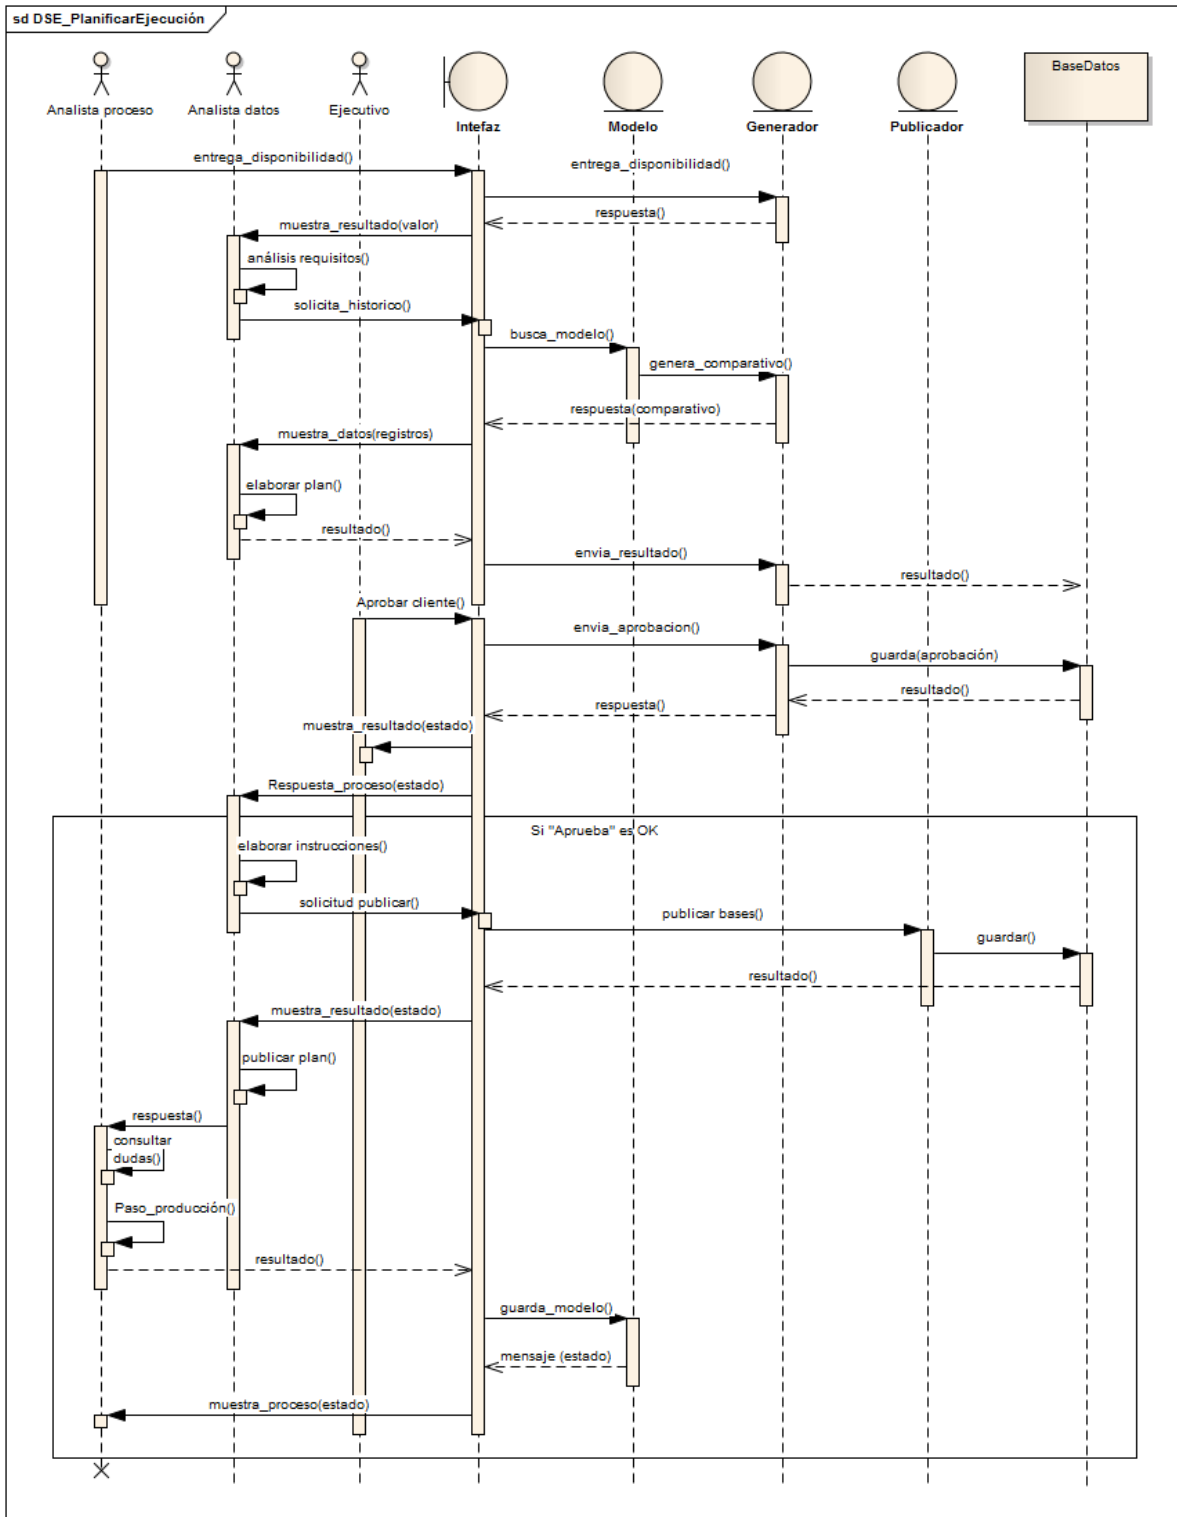 sd DSE_PlanificarEjecución
Analista proceso
Analista datos
Ejecutivo
Intefaz
Modelo
Generador
Publicador
BaseDatos
entrega_disponibilidad()
entrega_disponibilidad()
respuesta()
muestra_resultado(valor)
análisis requisitos()
solicita_historico()
busca_modelo()
genera_comparativo()
respuesta(comparativo)
muestra_datos(registros)
elaborar plan()
resultado()
envia_resultado()
resultado()
Aprobar cliente()
envia_aprobacion()
guarda(aprobación)
resultado()
respuesta()
muestra_resultado(estado)
Respuesta_proceso(estado)
Si "Aprueba" es OK
elaborar instrucciones()
solicitud publicar()
publicar bases()
guardar()
resultado()
muestra_resultado(estado)
publicar plan()
respuesta()
consultar
dudas()
Paso_producción()
resultado()
guarda_modelo()
mensaje (estado)
muestra_proceso(estado)